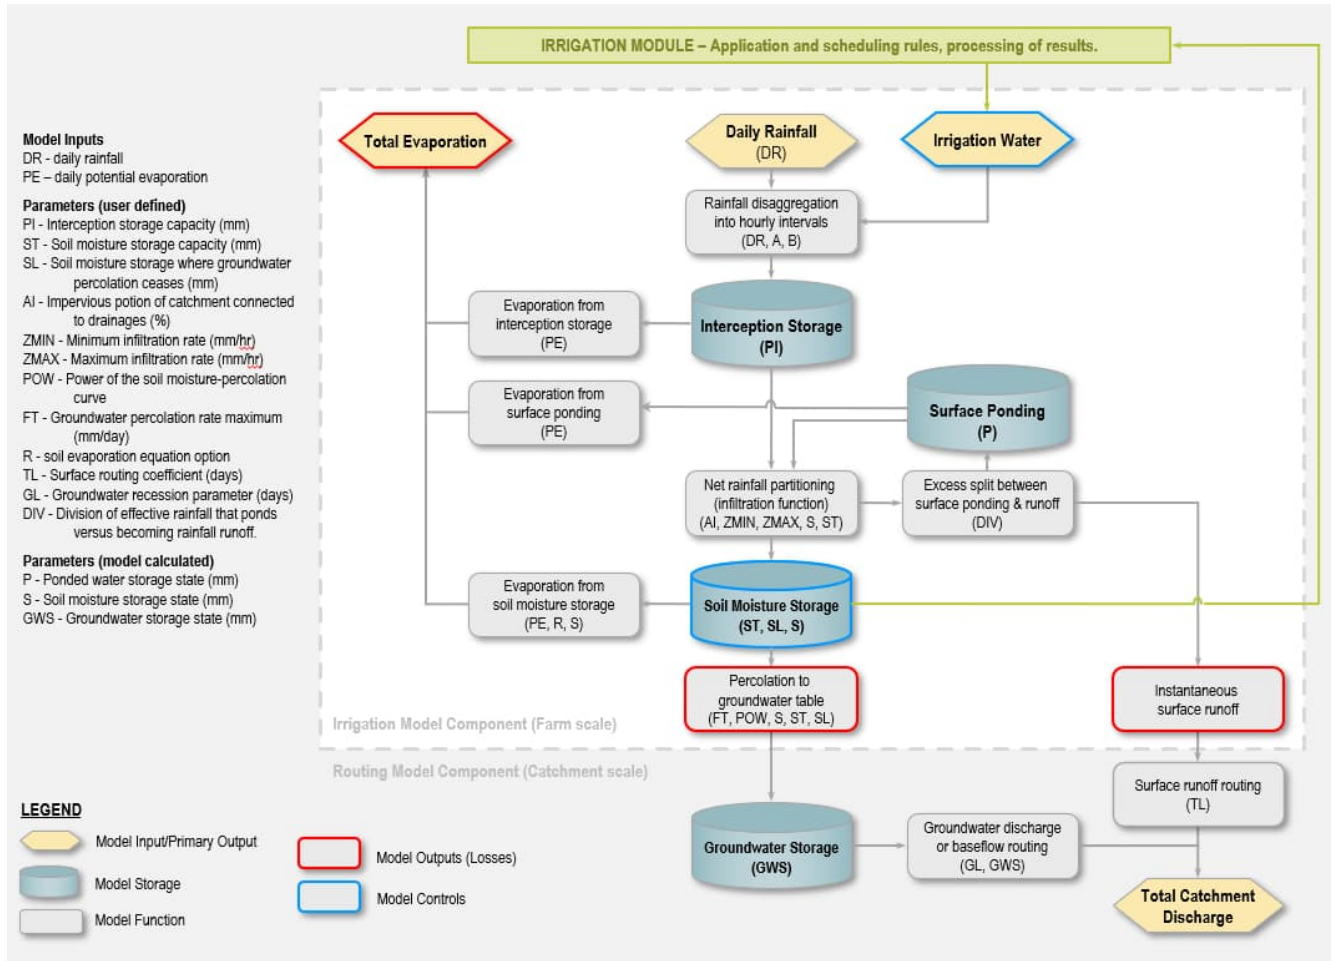 IRRIGATION MODULE – Application and scheduling rules, processing of results.
Model Inputs
DR - daily rainfall
PE – daily potential evaporation
Parameters (user defined)
PI - Interception storage capacity (mm)
ST - Soil moisture storage capacity (mm)
SL - Soil moisture storage where groundwater
percolation ceases (mm)
AI - Impervious potion of catchment connected
to drainages (%)
ZMIN - Minimum infiltration rate (mm/hr)
ZMAX - Maximum infiltration rate (mm/hr)
POW - Power of the soil moisture-percolation
curve
FT - Groundwater percolation rate maximum
(mm/day)
R - soil evaporation equation option
TL - Surface routing coefficient (days)
GL - Groundwater recession parameter (days)
DIV - Division of effective rainfall that ponds
versus becoming rainfall runoff.
Parameters (model calculated)
P - Ponded water storage state (mm)
S - Soil moisture storage state (mm)
GWS - Groundwater storage state (mm)
Total Evaporation
Daily Rainfall
(DR)
Irrigation Water
Rainfall disaggregation
into hourly intervals
(DR, A, B)
Evaporation from
interception storage
(PE)
Interception Storage
(PI)
Evaporation from
surface ponding
(PE)
Surface Ponding
(P)
Net rainfall partitioning
(infiltration function)
(AI, ZMIN, ZMAX, S, ST)
Excess split between
surface ponding & runoff
(DIV)
Evaporation from
soil moisture storage
(PE, R, S)
Soil Moisture Storage
(ST, SL, S)
Percolation to
groundwater table
(FT, POW, S, ST, SL)
Instantaneous
surface runoff
Irrigation Model Component (Farm scale)
Routing Model Component (Catchment scale)
Surface runoff routing
(TL)
Groundwater Storage
(GWS)
Groundwater discharge
or baseflow routing
(GL, GWS)
Total Catchment
Discharge
LEGEND
Model Input/Primary Output
Model Storage
Model Function
Model Outputs (Losses)
Model Controls